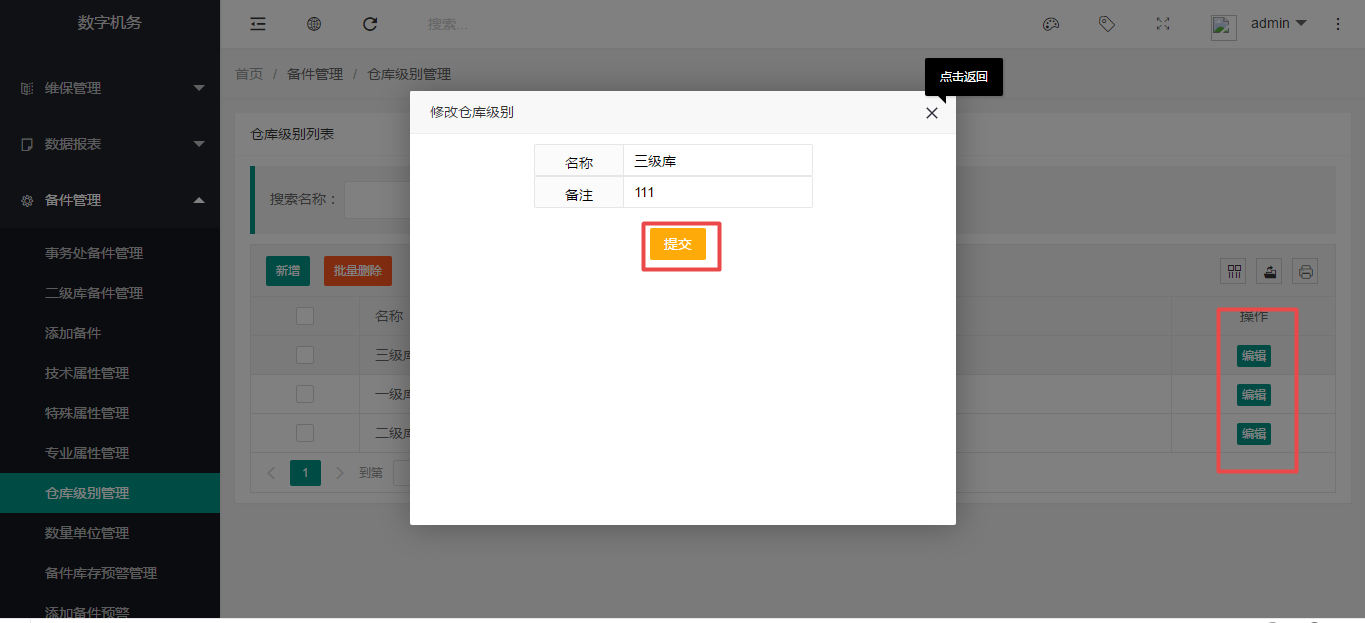 数字机务
搜索...
admin
首页 / 备件管理 / 仓库级别管理
点击返回
维保管理
数据报表
备件管理
事务处备件管理
二级库备件管理
添加备件
技术属性管理
特殊属性管理
专业属性管理
仓库级别管理
数量单位管理
备件库存预警管理
添加备件预警
仓库级别列表
搜索名称：
新增
批量删除
名称
操作
三级库
编辑
一级库
编辑
二级库
编辑
1
到第
修改仓库级别
名称 三级库
备注 111
提交